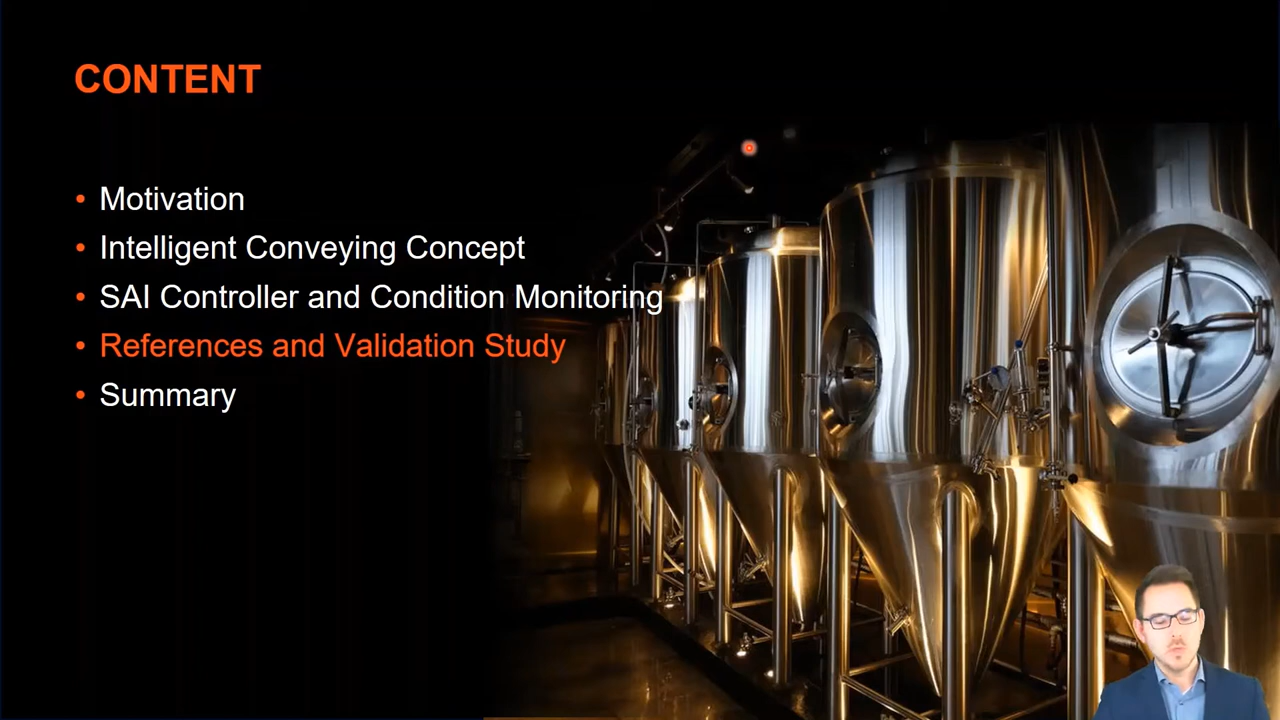 CONTENT
• Motivation
• Intelligent Conveying Concept
• SAI Controller and Condition Monitoring
• References and Validation Study
• Summary